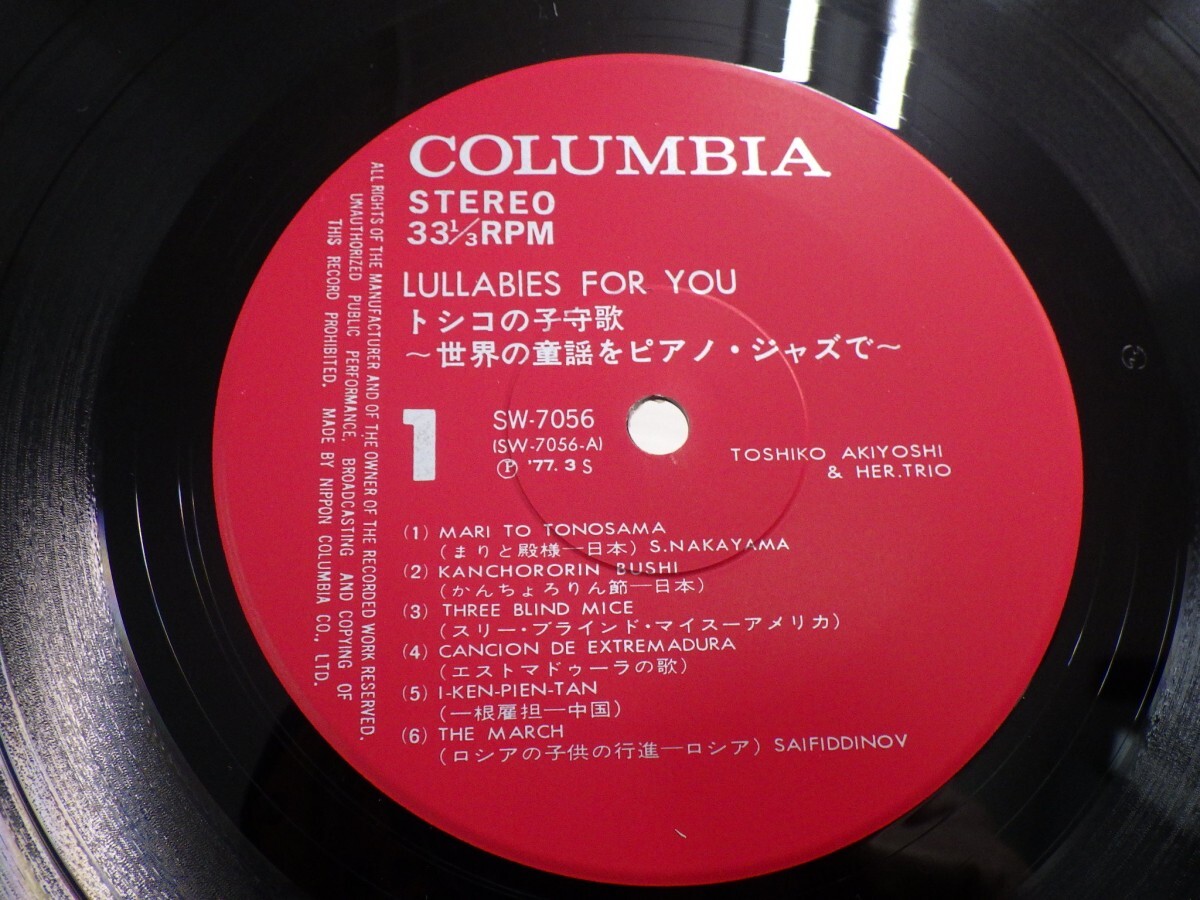 COLUMBIA
STEREO
33⅓RPM
LULLABIES FOR YOU
トシコの子守歌
～世界の童謡をピアノ・ジャズで～
1
SW-7056
(SW-7056-A)
Ⓟ '77. 3 S
TOSHIKO AKIYOSHI
& HER.TRIO
(1) MARI TO TONOSAMA
(まりと殿様―日本) S.NAKAYAMA
(2) KANCHORORIN BUSHI
(かんちょろりん節―日本)
(3) THREE BLIND MICE
(スリー・ブラインド・マイス―アメリカ)
(4) CANCION DE EXTREMADURA
(エストマドゥーラの歌)
(5) I-KEN-PIEN-TAN
(一根雁担―中国)
(6) THE MARCH
(ロシアの子供の行進―ロシア) SAIFIDDINOV
ALL RIGHTS OF THE MANUFACTURER AND OF THE OWNER OF THE RECORDED WORK RESERVED.
UNAUTHORIZED PUBLIC PERFORMANCE, BROADCASTING AND COPYING OF
THIS RECORD PROHIBITED. MADE BY NIPPON COLUMBIA CO., LTD.